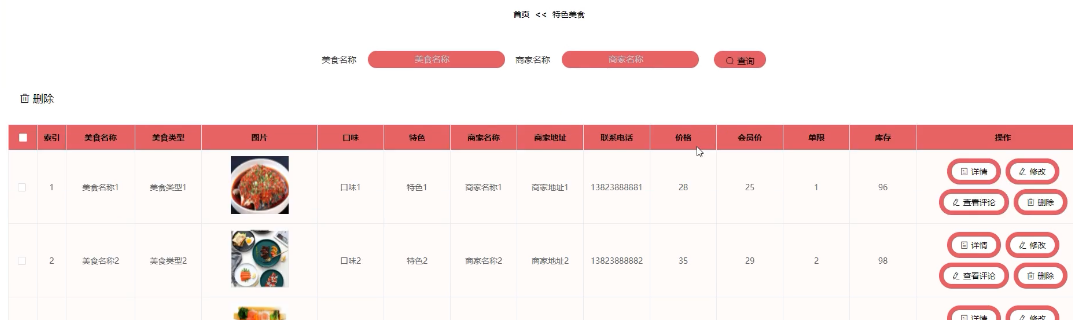 首页 << 特色美食
美食名称 美食名称 商家名称 商家名称 查询
删除
索引 美食名称 美食类型 图片 口味 特色 商家名称 商家地址 联系电话 价格 会员价 单限 库存 操作
1 美食名称1 美食类型1 口味1 特色1 商家名称1 商家地址1 13823888881 28 25 1 96 详情 修改
查看评论 删除
2 美食名称2 美食类型2 口味2 特色2 商家名称2 商家地址2 13823888882 35 29 2 98 详情 修改
查看评论 删除
详情 修改